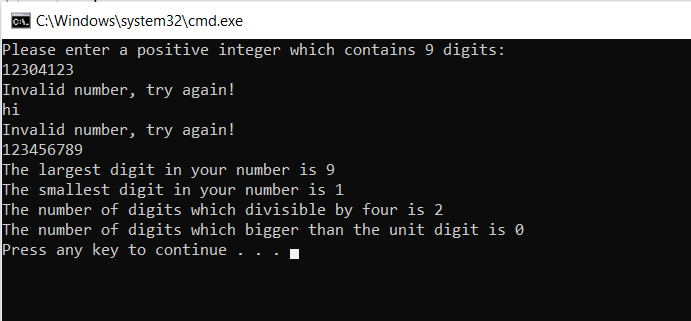 C:\Windows\system32\cmd.exe
Please enter a positive integer which contains 9 digits:
12304123
Invalid number, try again!
hi
Invalid number, try again!
123456789
The largest digit in your number is 9
The smallest digit in your number is 1
The number of digits which divisible by four is 2
The number of digits which bigger than the unit digit is 0
Press any key to continue . . .